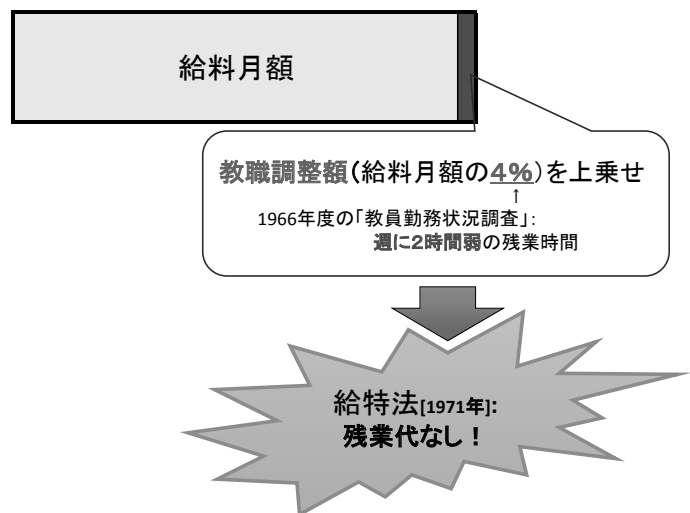 給料月額
教職調整額(給料月額の4%)を上乗せ
↑
1966年度の「教員勤務状況調査」:
週に2時間弱の残業時間
給特法[1971年]:
残業代なし！